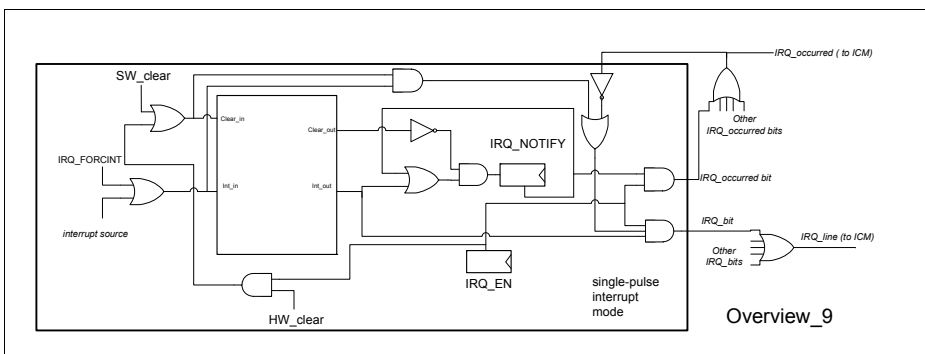 IRQ_occurred ( to ICM)
SW_clear
Other
IRQ_occurred bits
Clear_in
Clear_out
IRQ_NOTIFY
IRQ_FORCINT
IRQ_occurred bit
Int_in
Int_out
IRQ_bit
interrupt source
IRQ_line (to ICM)
Other
IRQ_bits
IRQ_EN
single-pulse
interrupt
mode
HW_clear
Overview_9